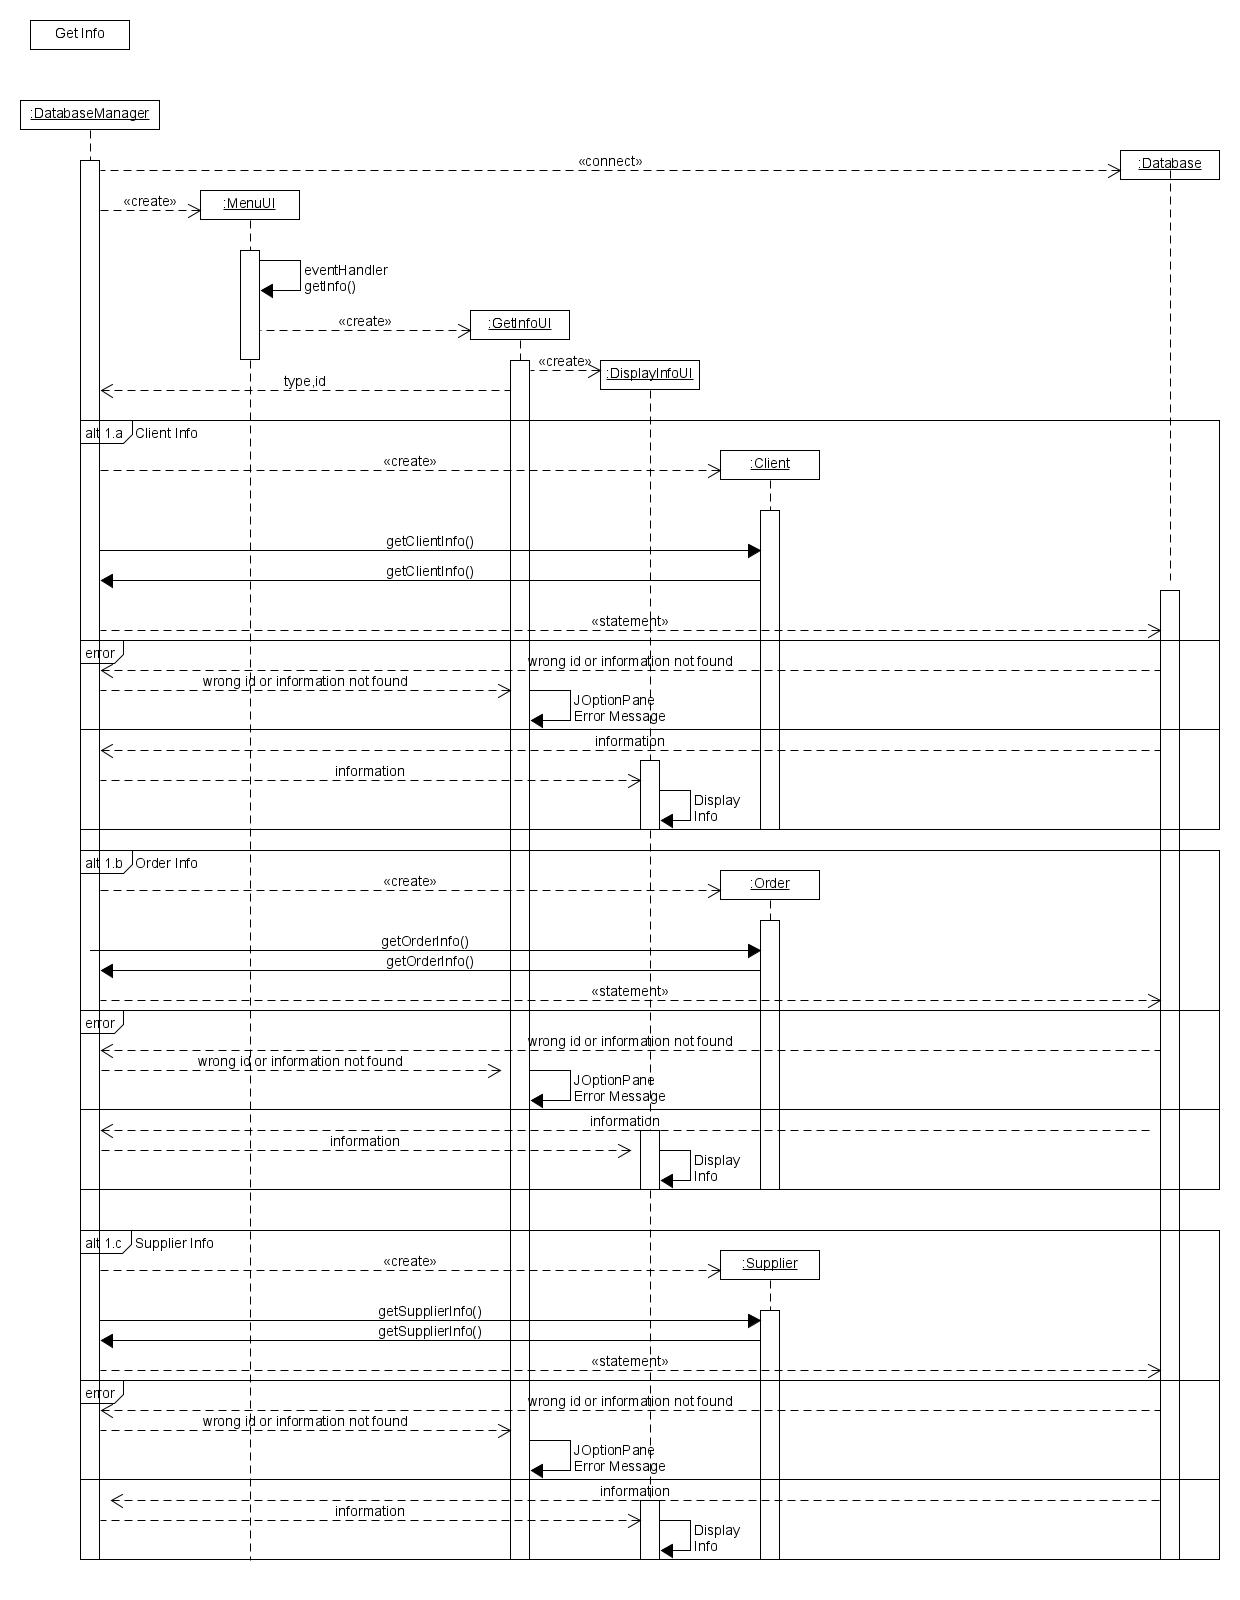 Get Info
:DatabaseManager
«connect»
:Database
«create»
:MenuUI
eventHandler
getInfo()
«create»
:GetInfoUI
«create»
:DisplayInfoUI
type,id
alt 1.a
Client Info
«create»
:Client
getClientInfo()
getClientInfo()
«statement»
error
wrong id or information not found
wrong id or information not found
JOptionPane
Error Message
information
information
Display
Info
alt 1.b
Order Info
«create»
:Order
getOrderInfo()
getOrderInfo()
«statement»
error
wrong id or information not found
wrong id or information not found
JOptionPane
Error Message
information
information
Display
Info
alt 1.c
Supplier Info
«create»
:Supplier
getSupplierInfo()
getSupplierInfo()
«statement»
error
wrong id or information not found
wrong id or information not found
JOptionPane
Error Message
information
information
Display
Info